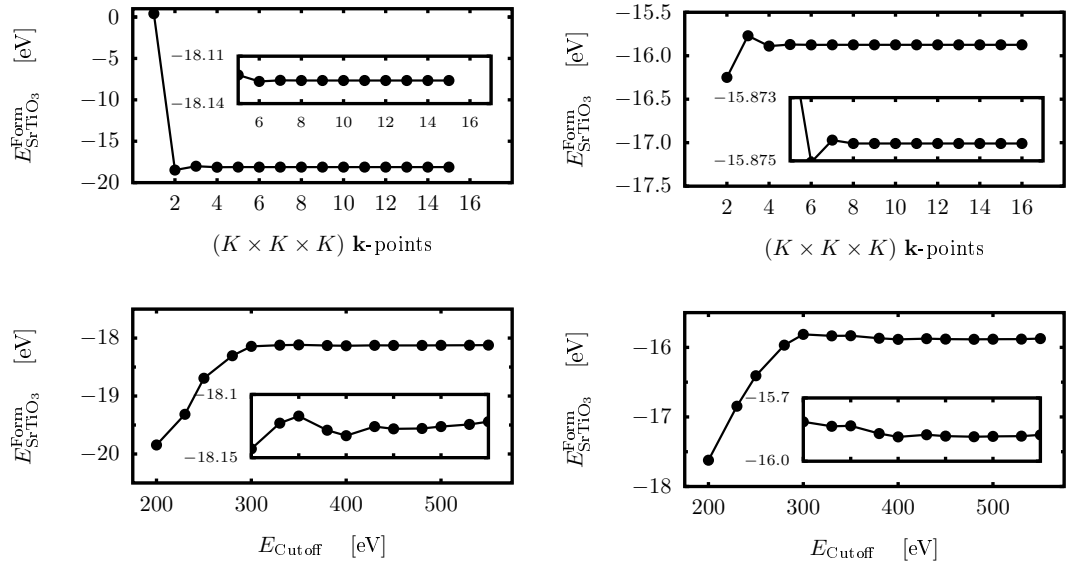 E^Form_SrTiO3 [eV]
0
−5
−10
−15
−20
−18.11
−18.14
6 8 10 12 14 16
2 4 6 8 10 12 14 16
(K × K × K) k-points
E^Form_SrTiO3 [eV]
−15.5
−16.0
−16.5
−17.0
−17.5
−15.873
−15.875
2 4 6 8 10 12 14 16
(K × K × K) k-points
E^Form_SrTiO3 [eV]
−18
−19
−20
−18.1
−18.15
200 300 400 500
E_Cutoff [eV]
E^Form_SrTiO3 [eV]
−16
−17
−18
−15.7
−16.0
200 300 400 500
E_Cutoff [eV]